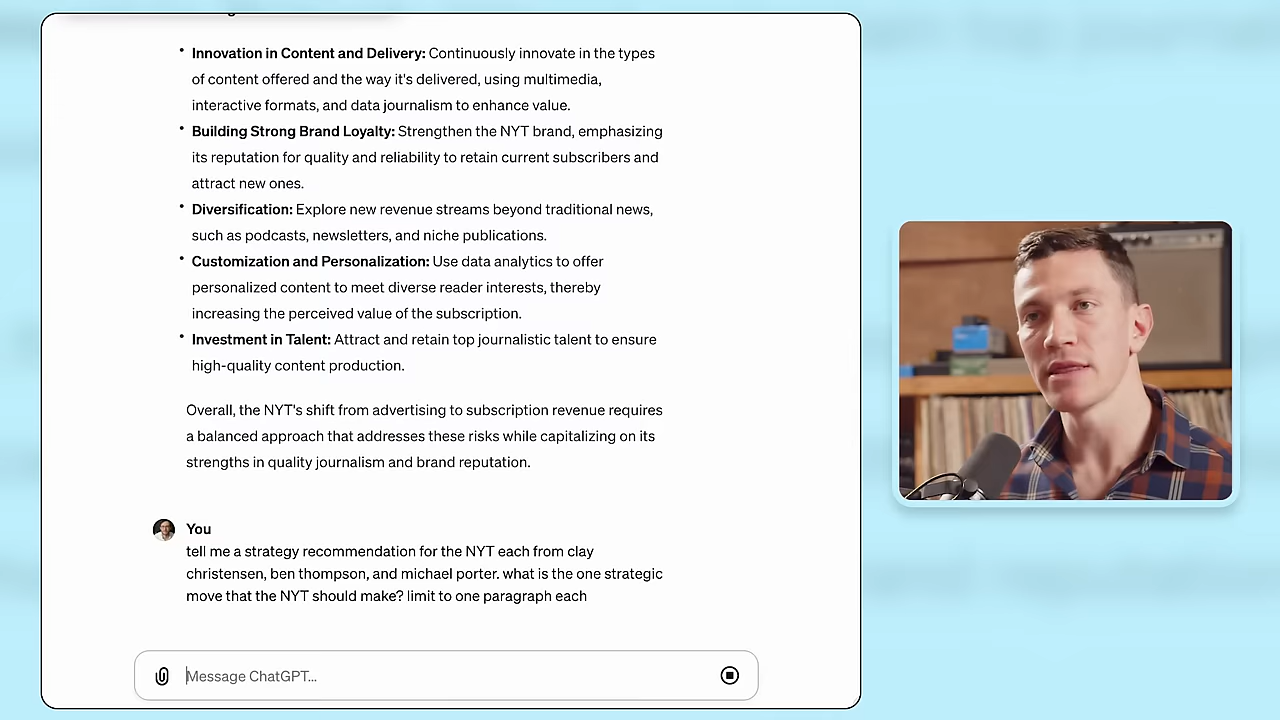 Innovation in Content and Delivery: Continuously innovate in the types
of content offered and the way it's delivered, using multimedia,
interactive formats, and data journalism to enhance value.
Building Strong Brand Loyalty: Strengthen the NYT brand, emphasizing
its reputation for quality and reliability to retain current subscribers and
attract new ones.
Diversification: Explore new revenue streams beyond traditional news,
such as podcasts, newsletters, and niche publications.
Customization and Personalization: Use data analytics to offer
personalized content to meet diverse reader interests, thereby
increasing the perceived value of the subscription.
Investment in Talent: Attract and retain top journalistic talent to ensure
high-quality content production.
Overall, the NYT's shift from advertising to subscription revenue requires
a balanced approach that addresses these risks while capitalizing on its
strengths in quality journalism and brand reputation.
You
tell me a strategy recommendation for the NYT each from clay
christensen, ben thompson, and michael porter. what is the one strategic
move that the NYT should make? limit to one paragraph each
Message ChatGPT...